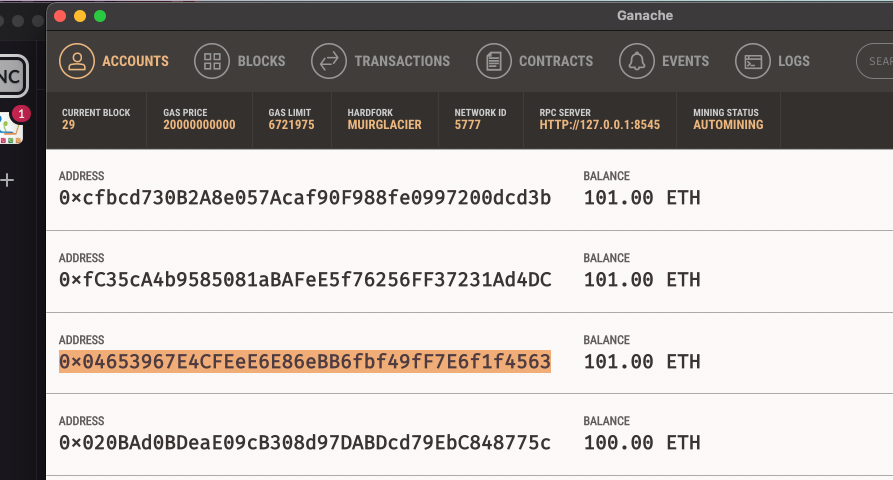 Ganache
NC
1
ACCOUNTS BLOCKS TRANSACTIONS CONTRACTS EVENTS LOGS SEAR
CURRENT BLOCK GAS PRICE GAS LIMIT HARDFORK NETWORK ID RPC SERVER MINING STATUS
29 20000000000 6721975 MUIRGLACIER 5777 HTTP://127.0.0.1:8545 AUTOMINING
ADDRESS BALANCE
0×cfbcd730B2A8e057Acaf90F988fe0997200dcd3b 101.00 ETH
ADDRESS BALANCE
0×fC35cA4b9585081aBAFeE5f76256FF37231Ad4DC 101.00 ETH
ADDRESS BALANCE
0×04653967E4CFEeE6E86eBB6fbf49fF7E6f1f4563 101.00 ETH
ADDRESS BALANCE
0×020BAd0BDeaE09cB308d97DABDcd79EbC848775c 100.00 ETH